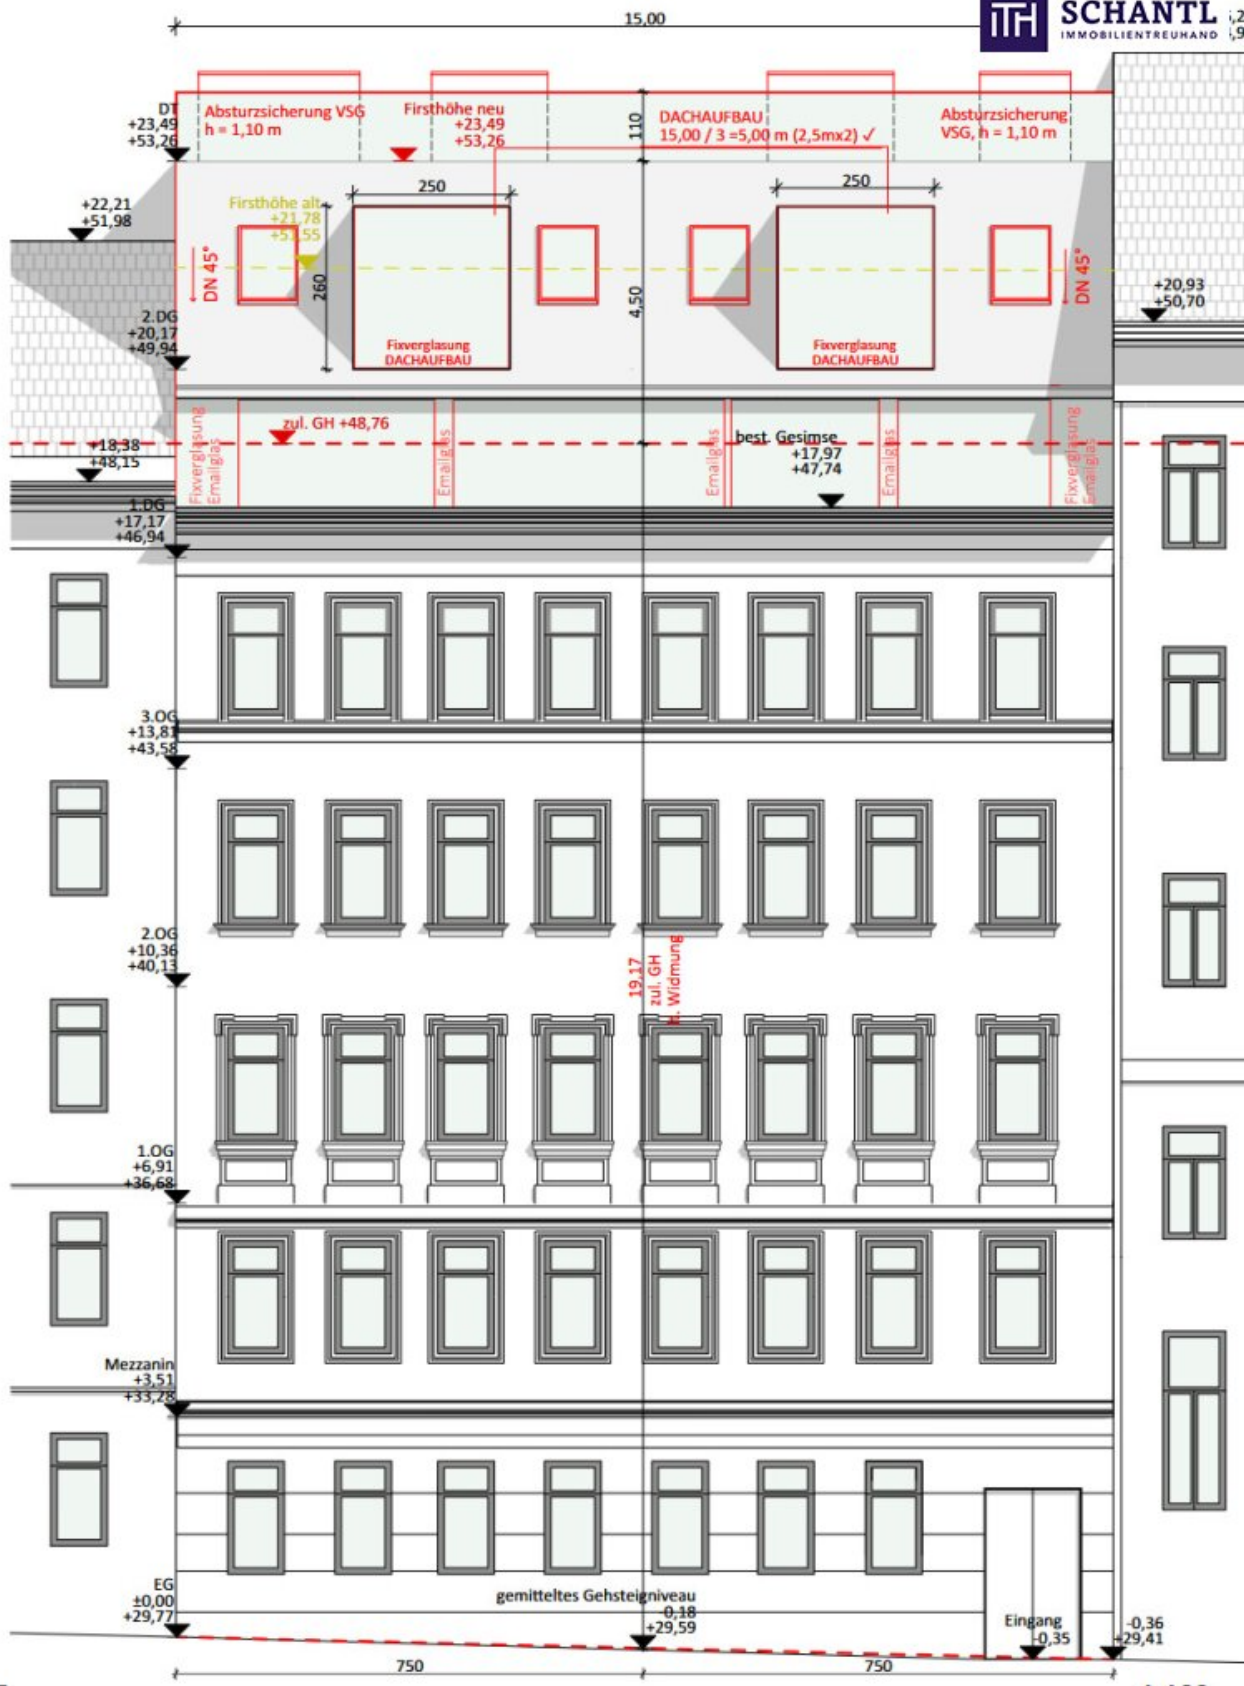 15,00
ITH SCHANTL
IMMOBILIENTREUHAND
DT
+23,49
+53,26
Absturzsicherung VSG
h = 1,10 m
Firsthöhe neu
+23,49
+53,26
110
DACHAUFBAU
15,00 / 3 =5,00 m (2,5mx2) ✓
Absturzsicherung
VSG, h = 1,10 m
+22,21
+51,98
Firsthöhe alt
+21,78
+51,55
250
250
DN 45°
260
4,50
DN 45°
+20,93
+50,70
2.DG
+20,17
+49,94
Fixverglasung
DACHAUFBAU
Fixverglasung
DACHAUFBAU
zul. GH +48,76
best. Gesimse
+17,97
+47,74
Fixverglasung
Emailglas
Emailglas
Emailglas
Emailglas
Fixverglasung
Emailglas
+18,38
+48,15
1.DG
+17,17
+46,94
3.OG
+13,81
+43,58
2.OG
+10,36
+40,13
19,17
zul. GH
lt. Widmung
1.OG
+6,91
+36,68
Mezzanin
+3,51
+33,28
EG
±0,00
+29,77
gemitteltes Gehsteigniveau
-0,18
+29,59
Eingang
-0,35
-0,36
+29,41
750
750